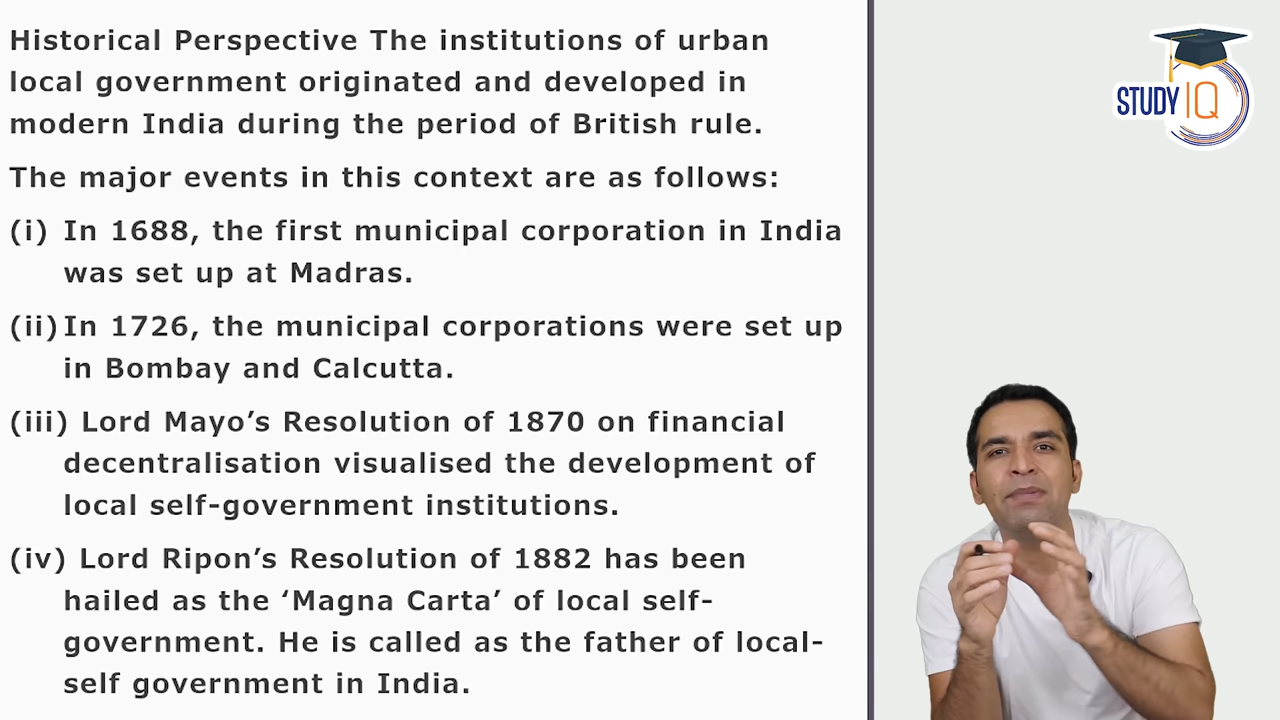 Historical Perspective The institutions of urban
local government originated and developed in
modern India during the period of British rule.
The major events in this context are as follows:
(i) In 1688, the first municipal corporation in India
was set up at Madras.
(ii) In 1726, the municipal corporations were set up
in Bombay and Calcutta.
(iii) Lord Mayo’s Resolution of 1870 on financial
decentralisation visualised the development of
local self-government institutions.
(iv) Lord Ripon’s Resolution of 1882 has been
hailed as the ‘Magna Carta’ of local self-
government. He is called as the father of local-
self government in India.
STUDY IQ